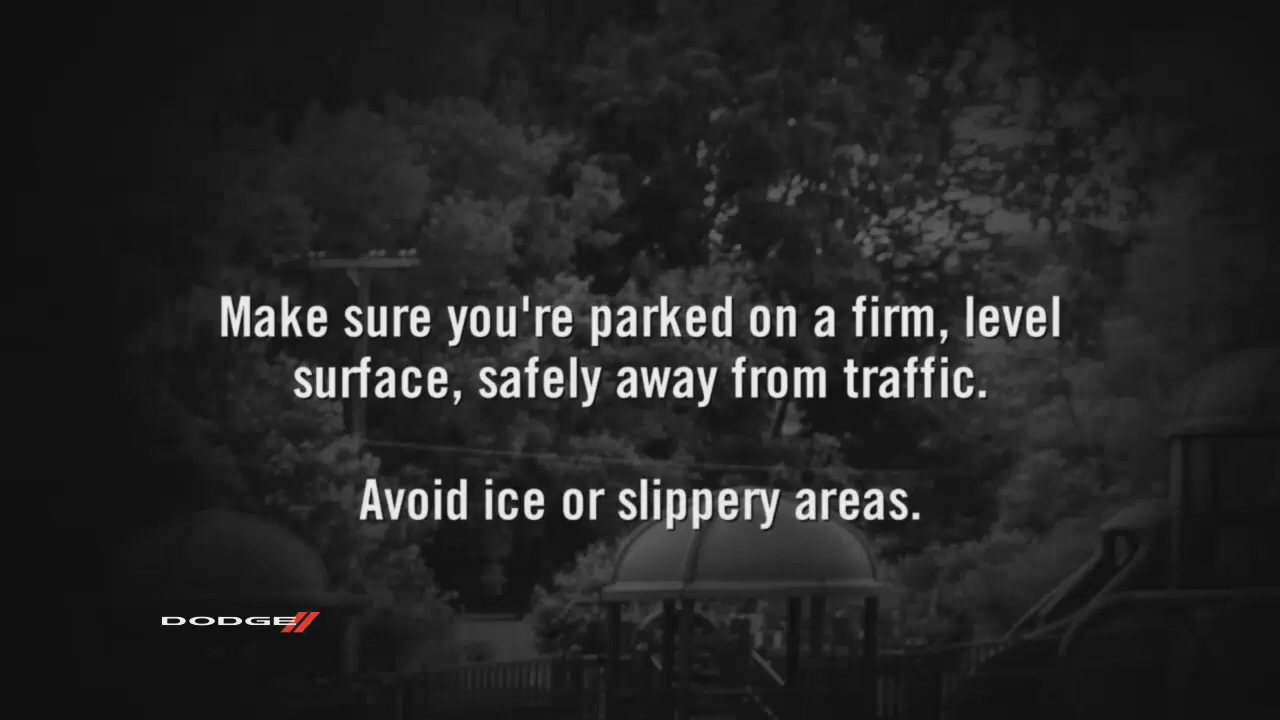 Make sure you're parked on a firm, level
surface, safely away from traffic.
Avoid ice or slippery areas.
DODGE